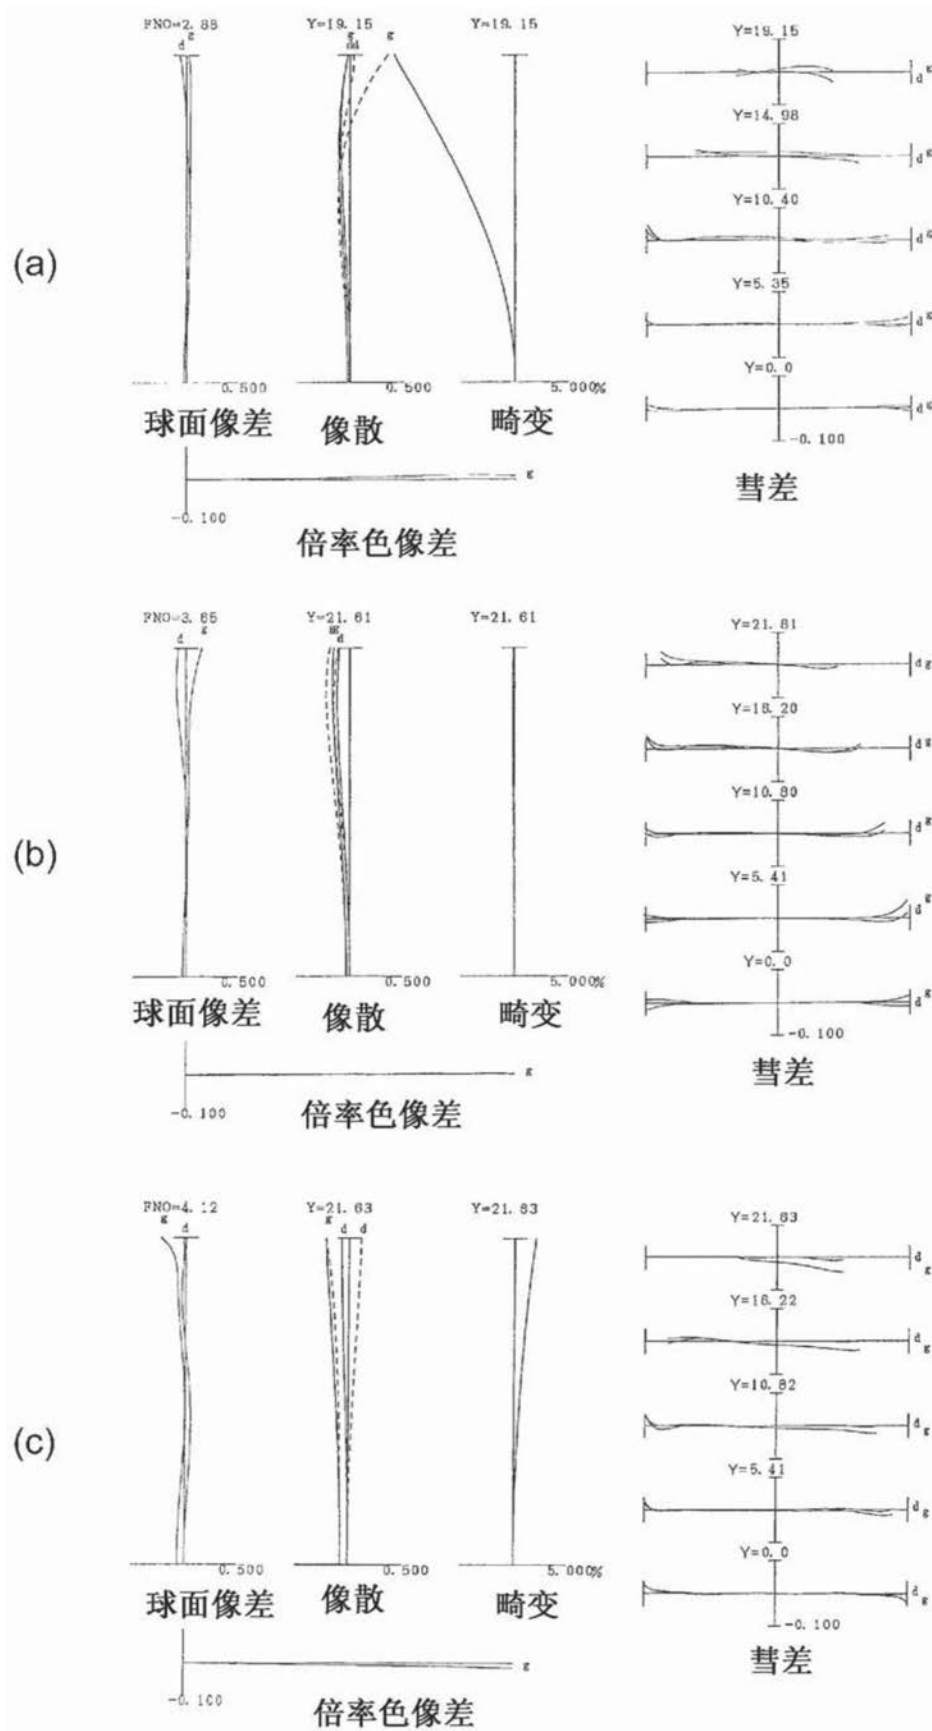 (a)
FNO=2.88
d g
0.500
球面像差
Y=19.15
g
dd
g
0.500
像散
Y=19.15
5.000%
畸变
g
-0.100
倍率色像差
Y=19.15
d g
Y=14.98
d g
Y=10.40
d g
Y=5.35
d g
Y=0.0
d g
-0.100
彗差
(b)
FNO=3.65
d g
0.500
球面像差
Y=21.61
d
0.500
像散
Y=21.61
5.000%
畸变
g
-0.100
倍率色像差
Y=21.61
d g
Y=16.20
d g
Y=10.80
d g
Y=5.41
d g
Y=0.0
d g
-0.100
彗差
(c)
FNO=4.12
g d
0.500
球面像差
Y=21.63
g d d
0.500
像散
Y=21.63
5.000%
畸变
g
-0.100
倍率色像差
Y=21.63
d g
Y=16.22
d g
Y=10.82
d g
Y=5.41
d g
Y=0.0
d g
-0.100
彗差